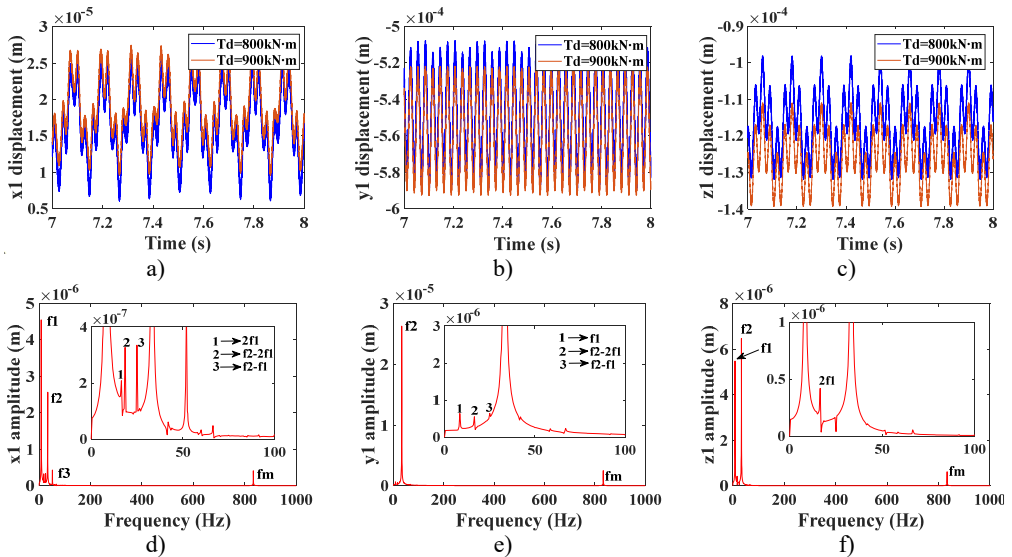 ×10⁻⁵
3
2.5
2
1.5
1
0.5
x1 displacement (m)
Td=800kN·m
Td=900kN·m
7
7.2
7.4
7.6
7.8
8
Time (s)
a)
×10⁻⁴
-5
-5.2
-5.4
-5.6
-5.8
-6
y1 displacement (m)
Td=800kN·m
Td=900kN·m
7
7.2
7.4
7.6
7.8
8
Time (s)
b)
×10⁻⁴
-0.9
-1
-1.1
-1.2
-1.3
-1.4
z1 displacement (m)
Td=800kN·m
Td=900kN·m
7
7.2
7.4
7.6
7.8
8
Time (s)
c)
×10⁻⁶
5
4
3
2
1
0
x1 amplitude (m)
f1
f2
f3
fm
×10⁻⁷
4
2
0
1
2
3
1→2f1
2→f2-2f1
3→f2-f1
0
50
100
0
200
400
600
800
1000
Frequency (Hz)
d)
×10⁻⁵
3
2.5
2
1.5
1
0.5
0
y1 amplitude (m)
f2
fm
×10⁻⁶
3
2
1
0
1
2
3
1→f1
2→f2-2f1
3→f2-f1
0
50
100
0
200
400
600
800
1000
Frequency (Hz)
e)
×10⁻⁶
8
6
4
2
0
z1 amplitude (m)
f2
f1
fm
×10⁻⁶
1
0.5
0
2f1
0
50
100
0
200
400
600
800
1000
Frequency (Hz)
f)